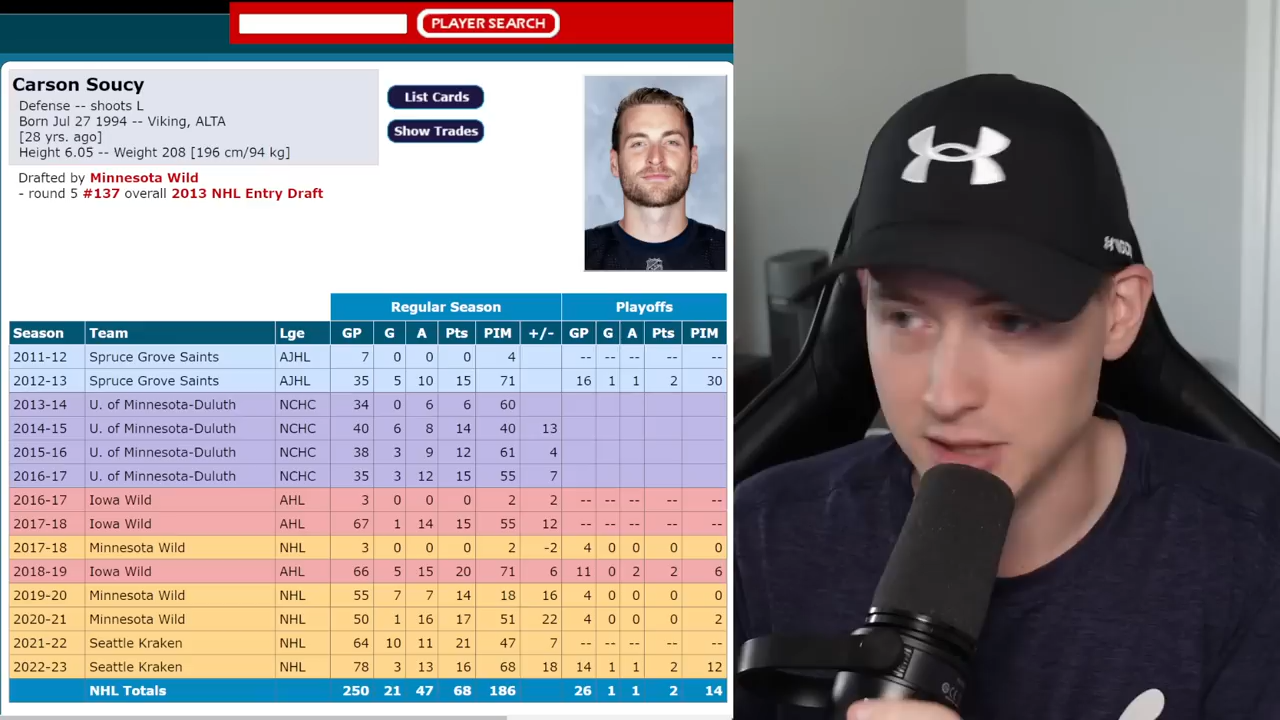 PLAYER SEARCH
Carson Soucy
Defense -- shoots L
Born Jul 27 1994 -- Viking, ALTA
[28 yrs. ago]
Height 6.05 -- Weight 208 [196 cm/94 kg]
List Cards
Show Trades
Drafted by Minnesota Wild
- round 5 #137 overall 2013 NHL Entry Draft
Regular Season Playoffs
Season Team Lge GP G A Pts PIM +/- GP G A Pts PIM
2011-12 Spruce Grove Saints AJHL 7 0 0 0 4 -- -- -- -- --
2012-13 Spruce Grove Saints AJHL 35 5 10 15 71 16 1 1 2 30
2013-14 U. of Minnesota-Duluth NCHC 34 0 6 6 60
2014-15 U. of Minnesota-Duluth NCHC 40 6 8 14 40 13
2015-16 U. of Minnesota-Duluth NCHC 38 3 9 12 61 4
2016-17 U. of Minnesota-Duluth NCHC 35 3 12 15 55 7
2016-17 Iowa Wild AHL 3 0 0 0 2 2 -- -- -- -- --
2017-18 Iowa Wild AHL 67 1 14 15 55 12 -- -- -- -- --
2017-18 Minnesota Wild NHL 3 0 0 0 2 -2 4 0 0 0 0
2018-19 Iowa Wild AHL 66 5 15 20 71 6 11 0 2 2 6
2019-20 Minnesota Wild NHL 55 7 7 14 18 16 4 0 0 0 0
2020-21 Minnesota Wild NHL 50 1 16 17 51 22 4 0 0 0 2
2021-22 Seattle Kraken NHL 64 10 11 21 47 7 -- -- -- -- --
2022-23 Seattle Kraken NHL 78 3 13 16 68 18 14 1 1 2 12
NHL Totals 250 21 47 68 186 26 1 1 2 14